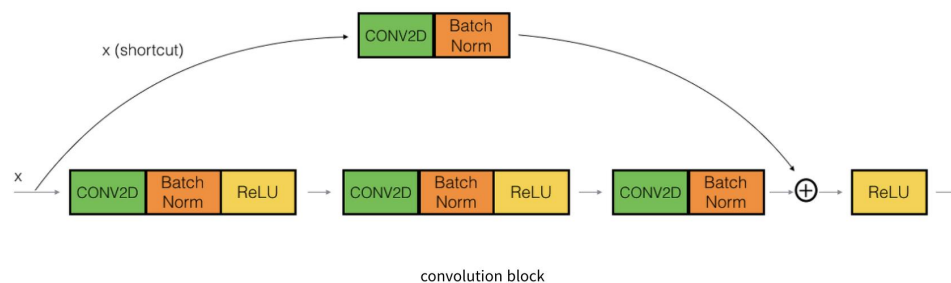 CONV2D
Batch
Norm
x (shortcut)
x
CONV2D
Batch
Norm
ReLU
CONV2D
Batch
Norm
ReLU
CONV2D
Batch
Norm
ReLU
convolution block